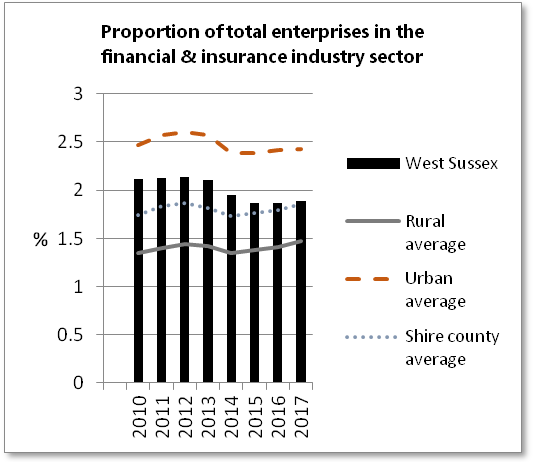 Proportion of total enterprises in the
financial & insurance industry sector
3
2.5
2
1.5
1
0.5
0
%
2010
2011
2012
2013
2014
2015
2016
2017
West Sussex
Rural
average
Urban
average
Shire county
average